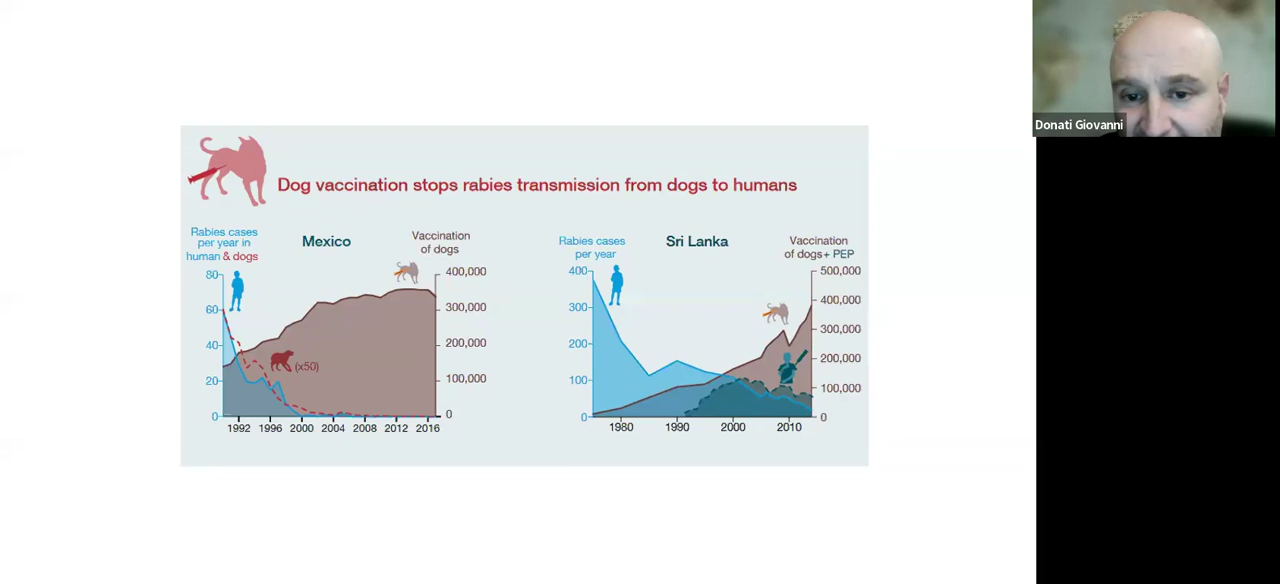 Donati Giovanni
Dog vaccination stops rabies transmission from dogs to humans
Rabies cases
per year in
human & dogs
Mexico
Vaccination
of dogs
80
60
40
20
0
400,000
300,000
200,000
100,000
0
(x50)
1992 1996 2000 2004 2008 2012 2016
Rabies cases
per year
Sri Lanka
Vaccination
of dogs + PEP
400
300
200
100
0
500,000
400,000
300,000
200,000
100,000
0
1980 1990 2000 2010